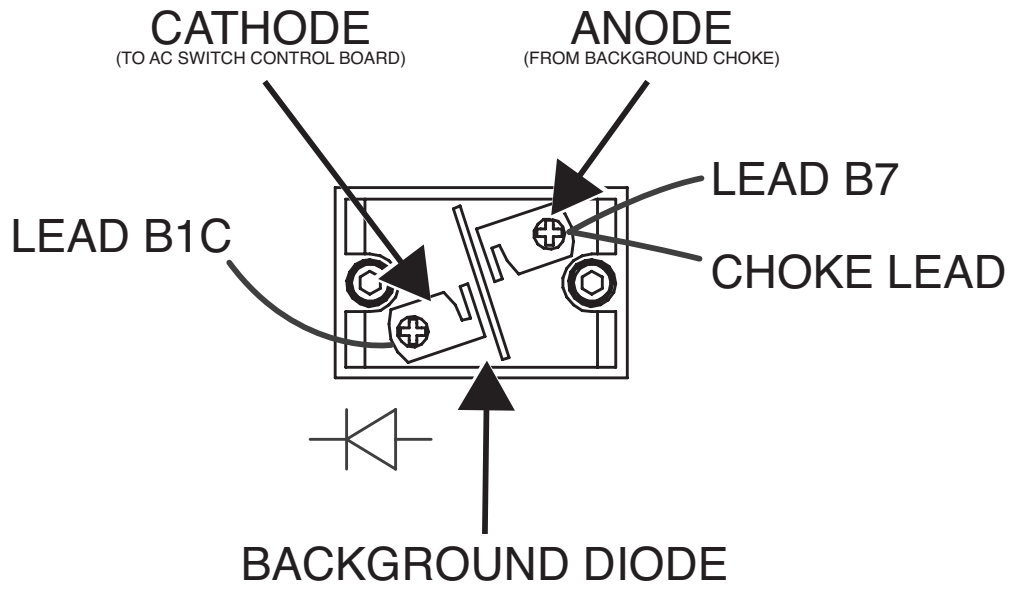 CATHODE
(TO AC SWITCH CONTROL BOARD)
ANODE
(FROM BACKGROUND CHOKE)
LEAD B7
LEAD B1C
CHOKE LEAD
BACKGROUND DIODE